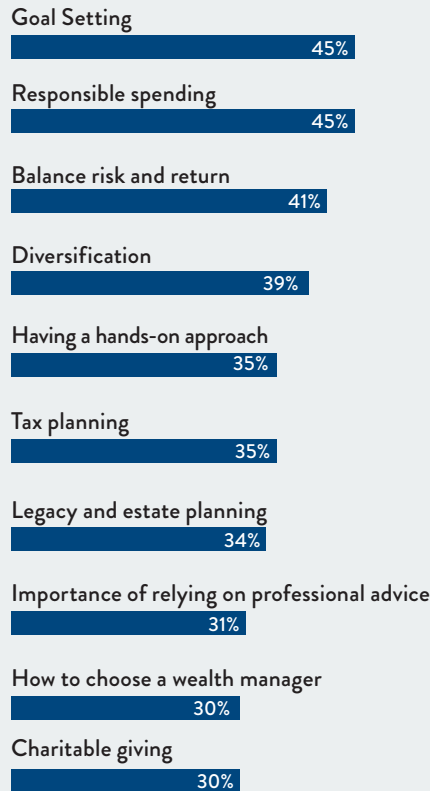 Goal Setting
45%
Responsible spending
45%
Balance risk and return
41%
Diversification
39%
Having a hands-on approach
35%
Tax planning
35%
Legacy and estate planning
34%
Importance of relying on professional advice
31%
How to choose a wealth manager
30%
Charitable giving
30%